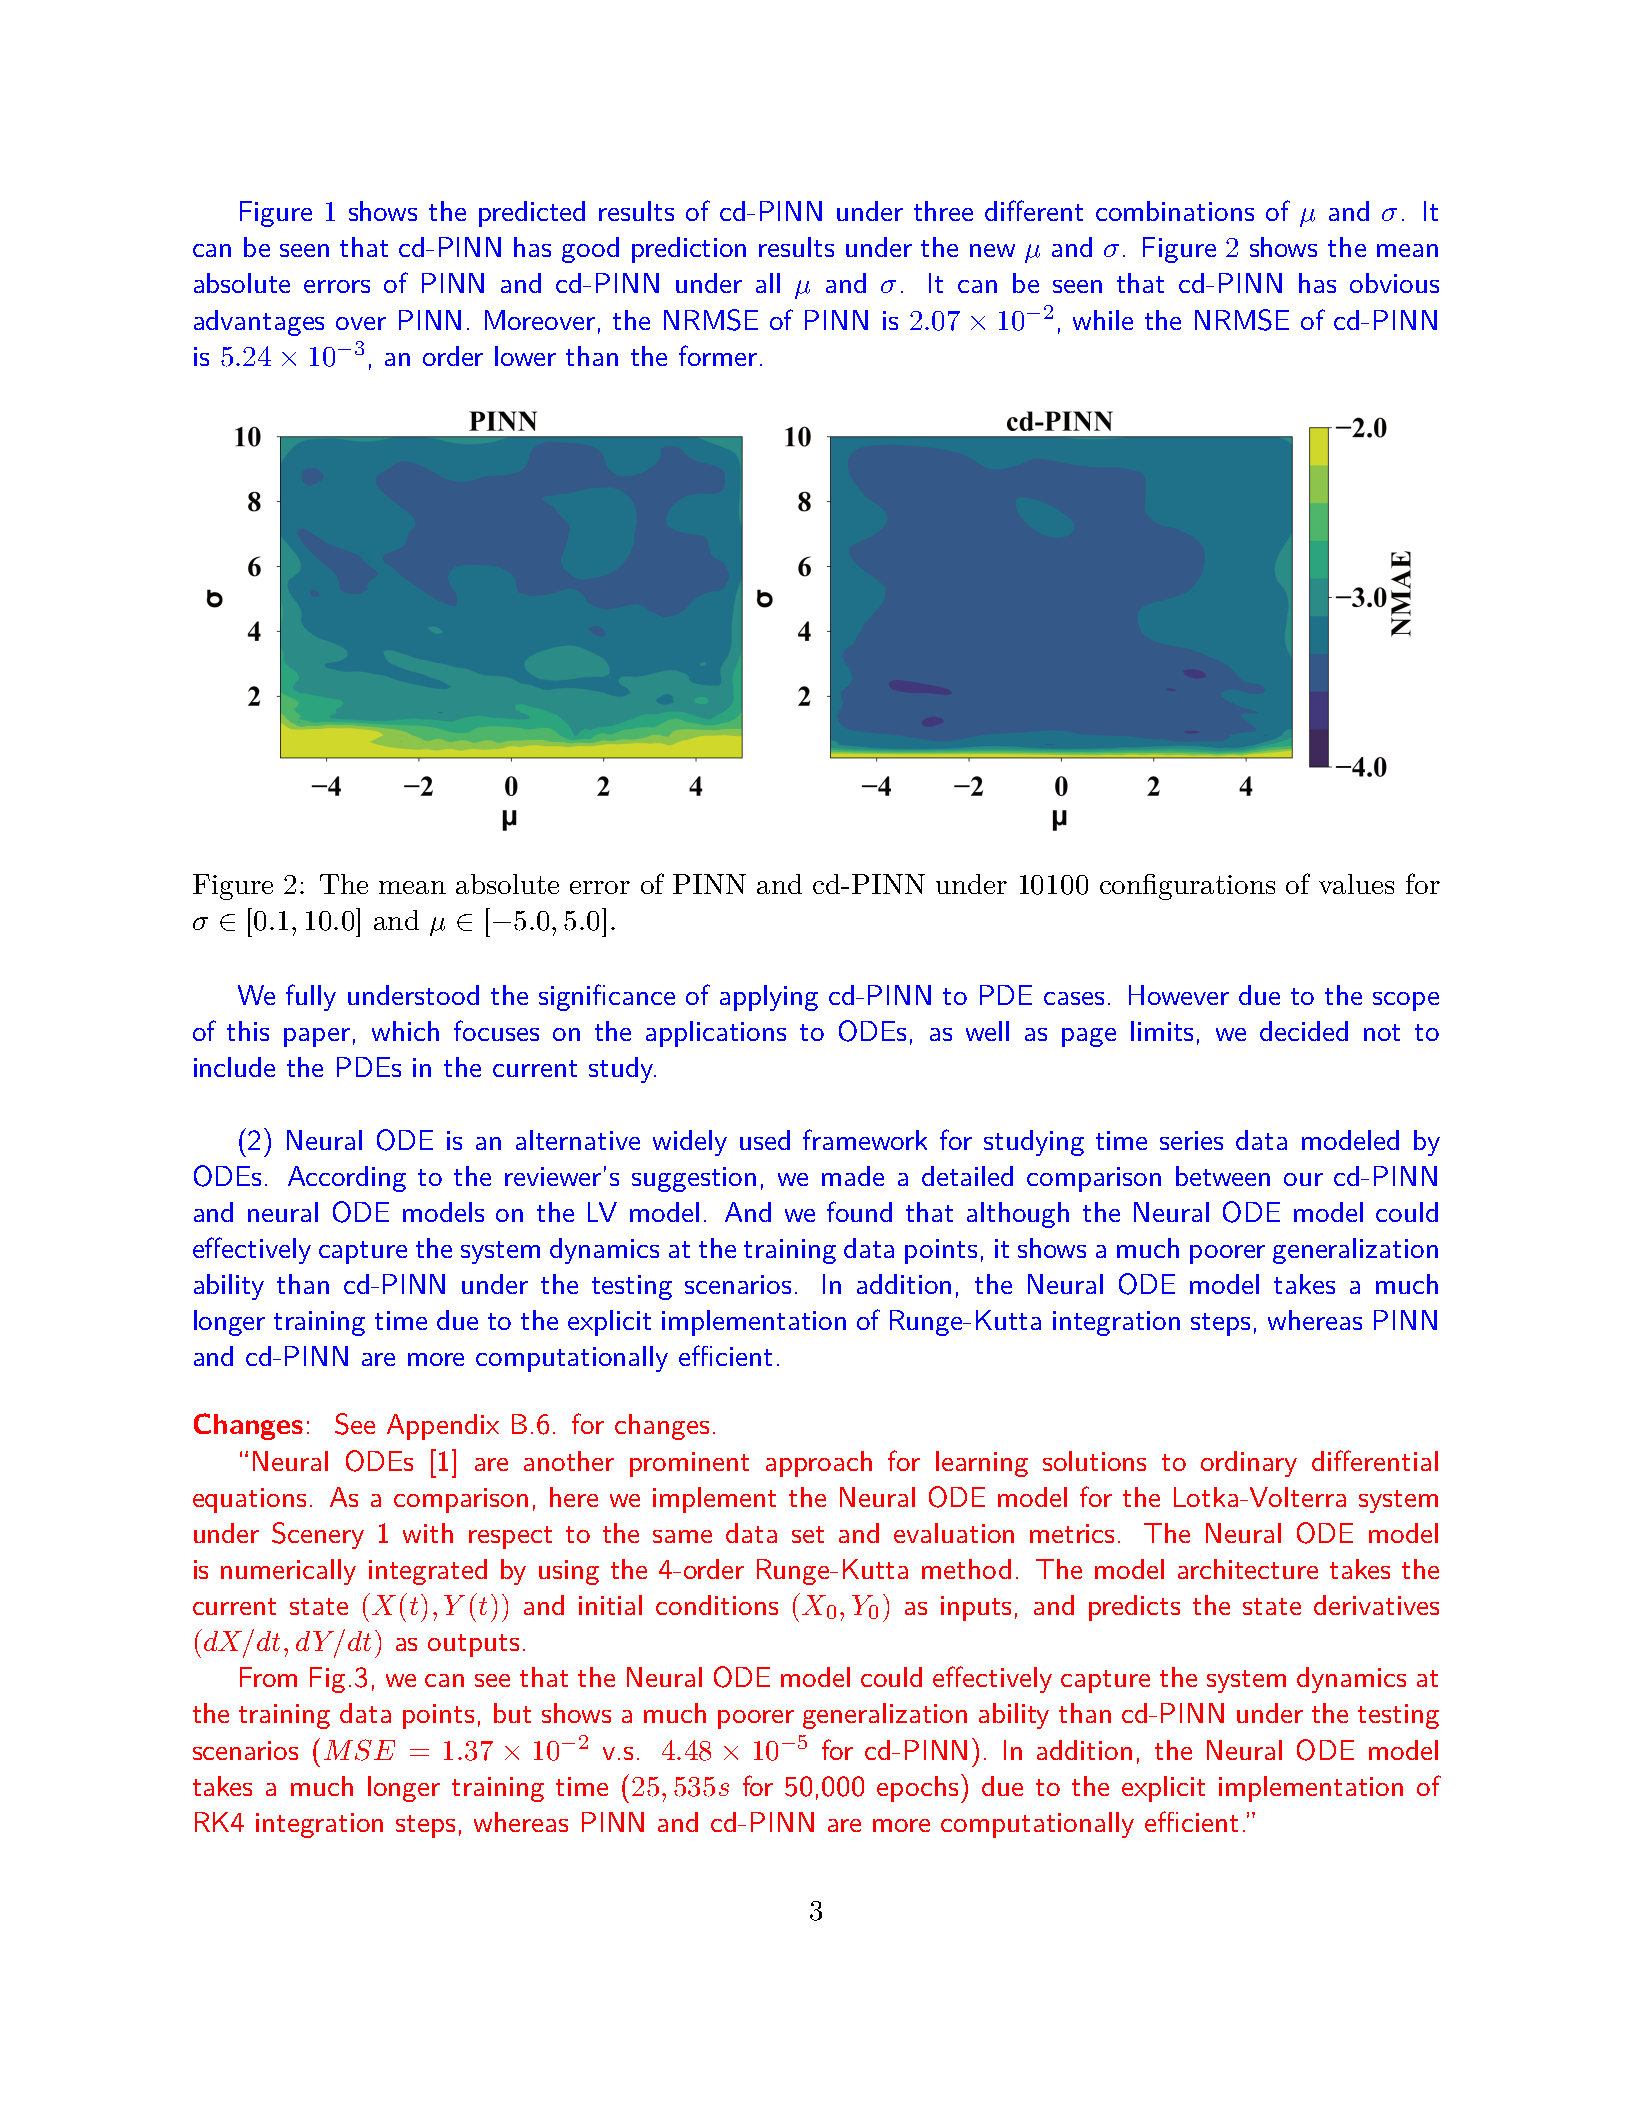 Figure 1 shows the predicted results of cd-PINN under three different combinations of μ and σ. It
can be seen that cd-PINN has good prediction results under the new μ and σ. Figure 2 shows the mean
absolute errors of PINN and cd-PINN under all μ and σ. It can be seen that cd-PINN has obvious
advantages over PINN. Moreover, the NRMSE of PINN is 2.07 × 10⁻², while the NRMSE of cd-PINN
is 5.24 × 10⁻³, an order lower than the former.
PINN
10
8
6
4
2
σ
−4 −2 0 2 4
μ
cd-PINN
10
8
6
4
2
σ
−4 −2 0 2 4
μ
−2.0
−3.0
−4.0
NMAE
Figure 2: The mean absolute error of PINN and cd-PINN under 10100 configurations of values for
σ ∈ [0.1, 10.0] and μ ∈ [−5.0, 5.0].
We fully understood the significance of applying cd-PINN to PDE cases. However due to the scope
of this paper, which focuses on the applications to ODEs, as well as page limits, we decided not to
include the PDEs in the current study.
(2) Neural ODE is an alternative widely used framework for studying time series data modeled by
ODEs. According to the reviewer's suggestion, we made a detailed comparison between our cd-PINN
and neural ODE models on the LV model. And we found that although the Neural ODE model could
effectively capture the system dynamics at the training data points, it shows a much poorer generalization
ability than cd-PINN under the testing scenarios. In addition, the Neural ODE model takes a much
longer training time due to the explicit implementation of Runge-Kutta integration steps, whereas PINN
and cd-PINN are more computationally efficient.
Changes: See Appendix B.6. for changes.
"Neural ODEs [1] are another prominent approach for learning solutions to ordinary differential
equations. As a comparison, here we implement the Neural ODE model for the Lotka-Volterra system
under Scenery 1 with respect to the same data set and evaluation metrics. The Neural ODE model
is numerically integrated by using the 4-order Runge-Kutta method. The model architecture takes the
current state (X(t), Y(t)) and initial conditions (X₀, Y₀) as inputs, and predicts the state derivatives
(dX/dt, dY/dt) as outputs.
From Fig.3, we can see that the Neural ODE model could effectively capture the system dynamics at
the training data points, but shows a much poorer generalization ability than cd-PINN under the testing
scenarios (MSE = 1.37 × 10⁻² v.s. 4.48 × 10⁻⁵ for cd-PINN). In addition, the Neural ODE model
takes a much longer training time (25, 535s for 50,000 epochs) due to the explicit implementation of
RK4 integration steps, whereas PINN and cd-PINN are more computationally efficient."
3